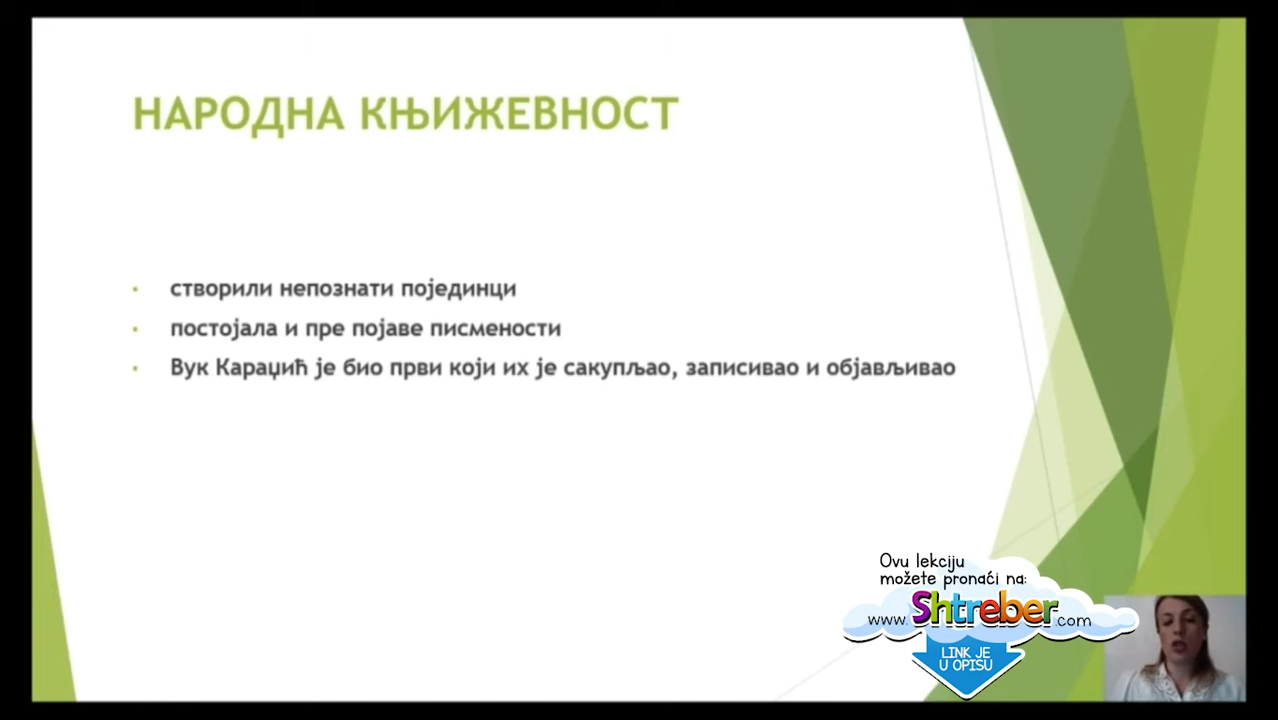 НАРОДНА КЊИЖЕВНОСТ
• створили непознати појединци
• постојала и пре појаве писмености
• Вук Караџић је био први који их је сакупљао, записивао и објављивао
Ovu lekciju
možete pronaći na:
www.Shtreber.com
LINK JE
U OPISU